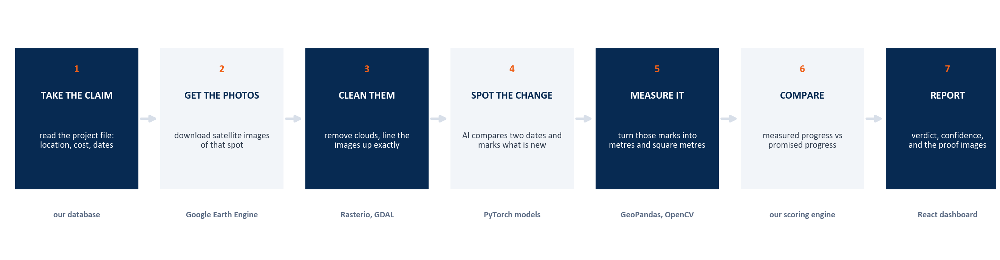 1
TAKE THE CLAIM
read the project file:
location, cost, dates
our database
2
GET THE PHOTOS
download satellite images
of that spot
Google Earth Engine
3
CLEAN THEM
remove clouds, line the
images up exactly
Rasterio, GDAL
4
SPOT THE CHANGE
AI compares two dates and
marks what is new
PyTorch models
5
MEASURE IT
turn those marks into
metres and square metres
GeoPandas, OpenCV
6
COMPARE
measured progress vs
promised progress
our scoring engine
7
REPORT
verdict, confidence,
and the proof images
React dashboard